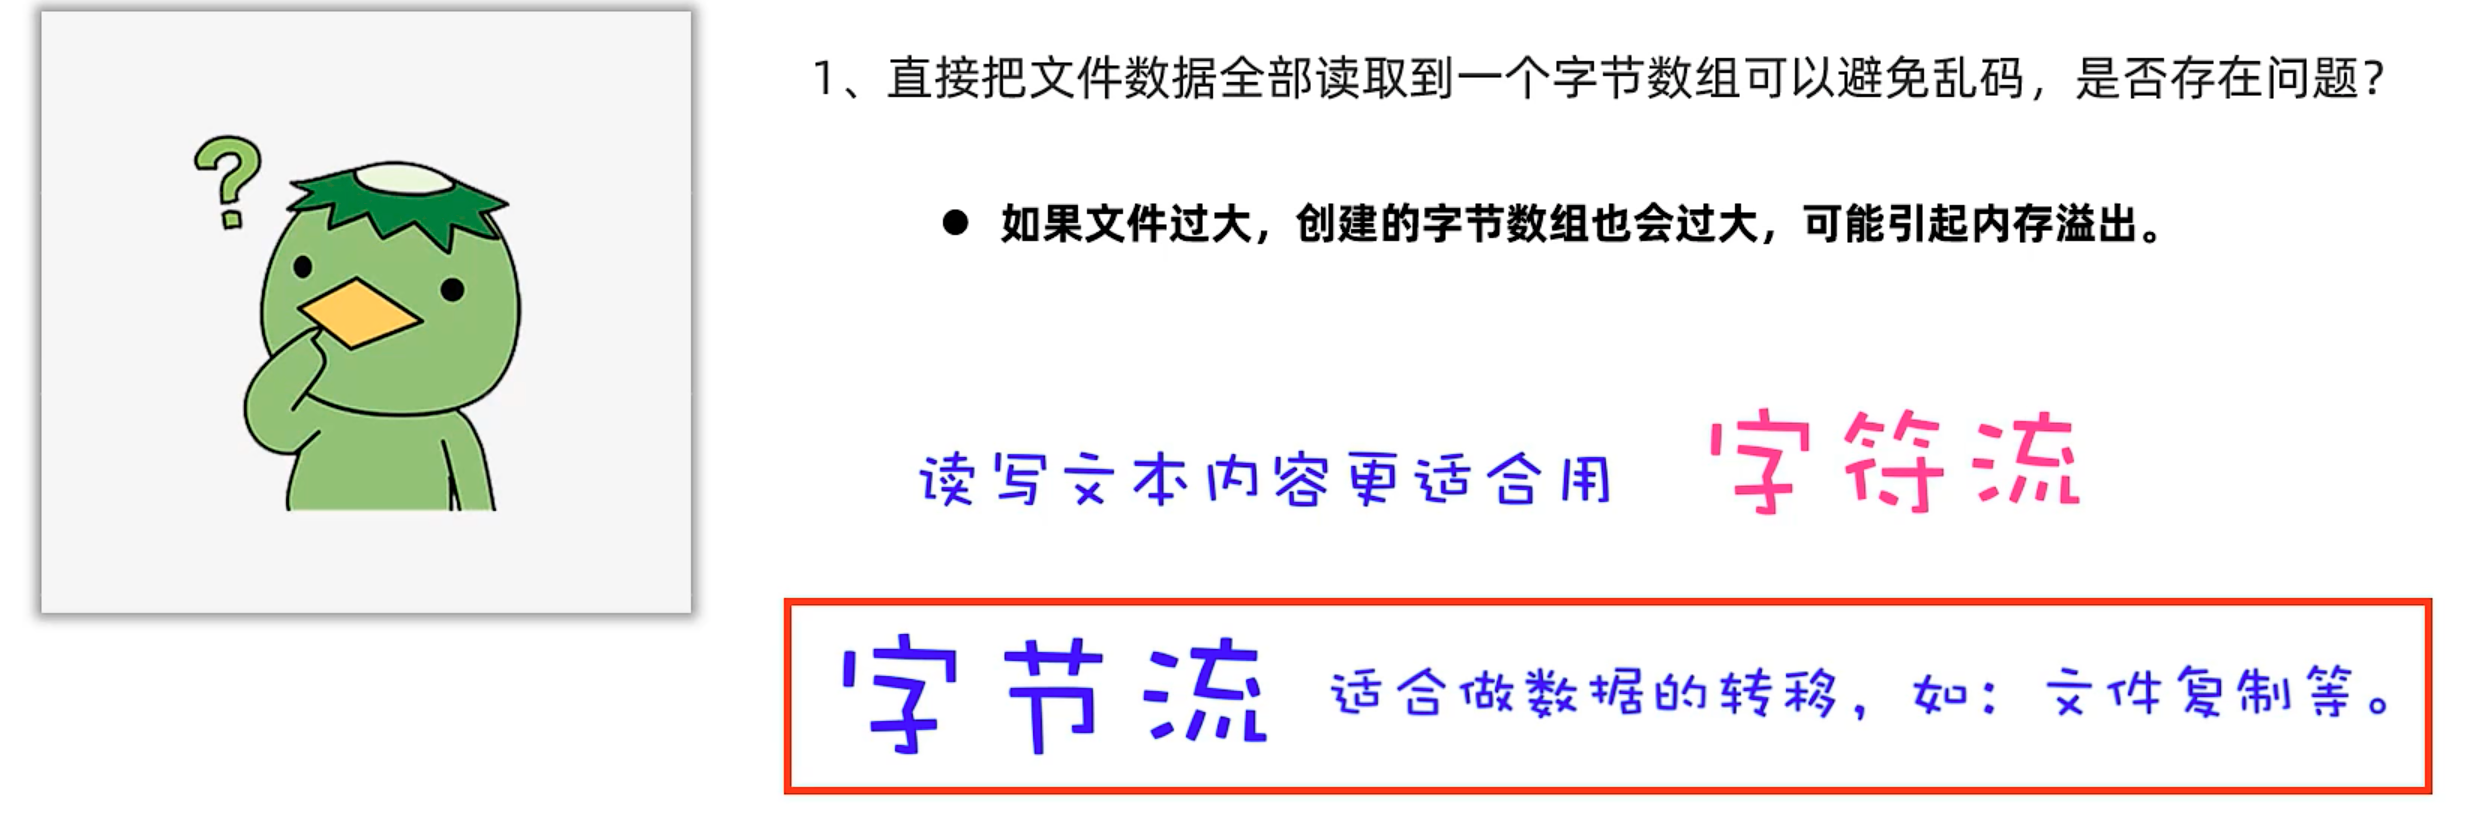 ?
1、直接把文件数据全部读取到一个字节数组可以避免乱码，是否存在问题？
● 如果文件过大，创建的字节数组也会过大，可能引起内存溢出。
读写文本内容更适合用 字符流
字节流 适合做数据的转移，如：文件复制等。